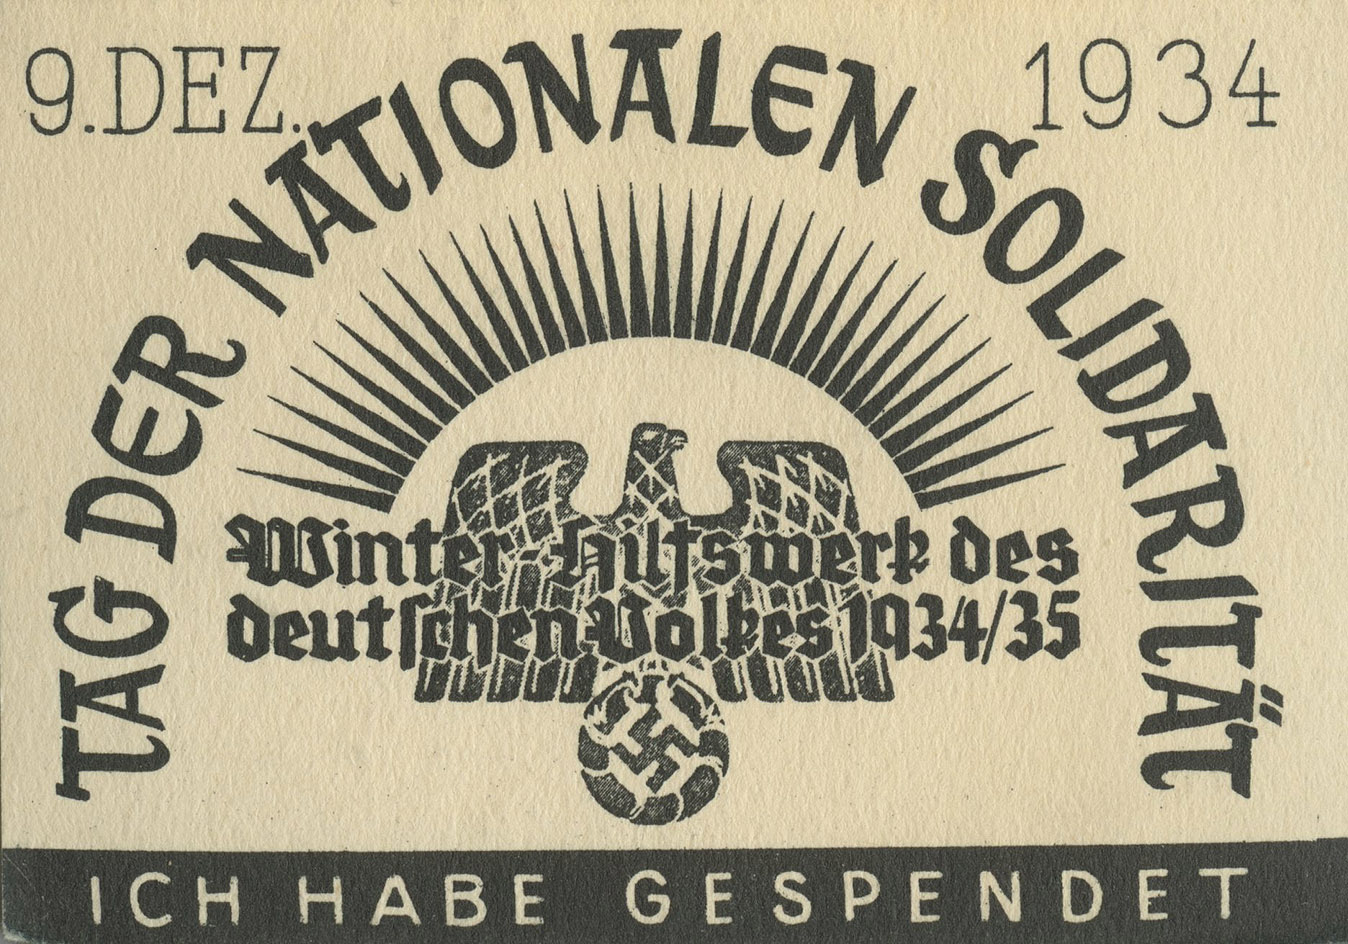 9. DEZ. 1934
TAG DER NATIONALEN SOLIDARITÄT
Winter-Hilfswerk des
deutschen Volkes 1934/35
ICH HABE GESPENDET